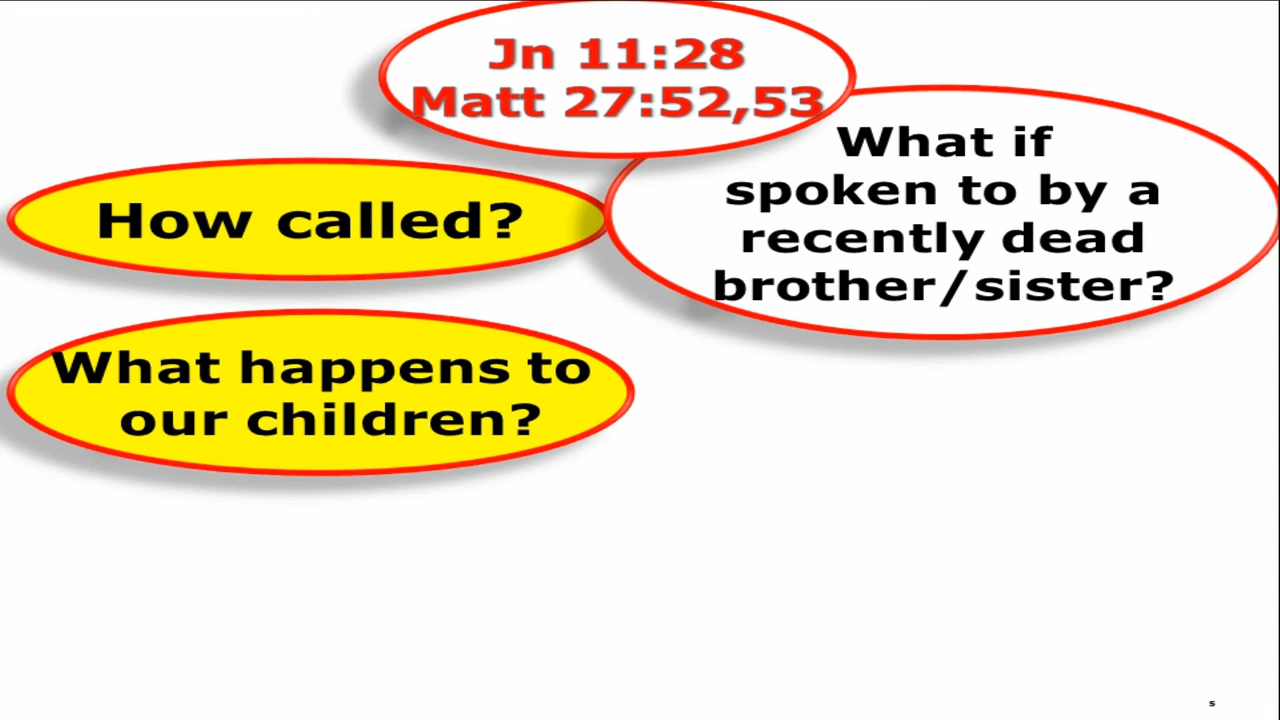 Jn 11:28
Matt 27:52,53
How called?
What if
spoken to by a
recently dead
brother/sister?
What happens to
our children?
5